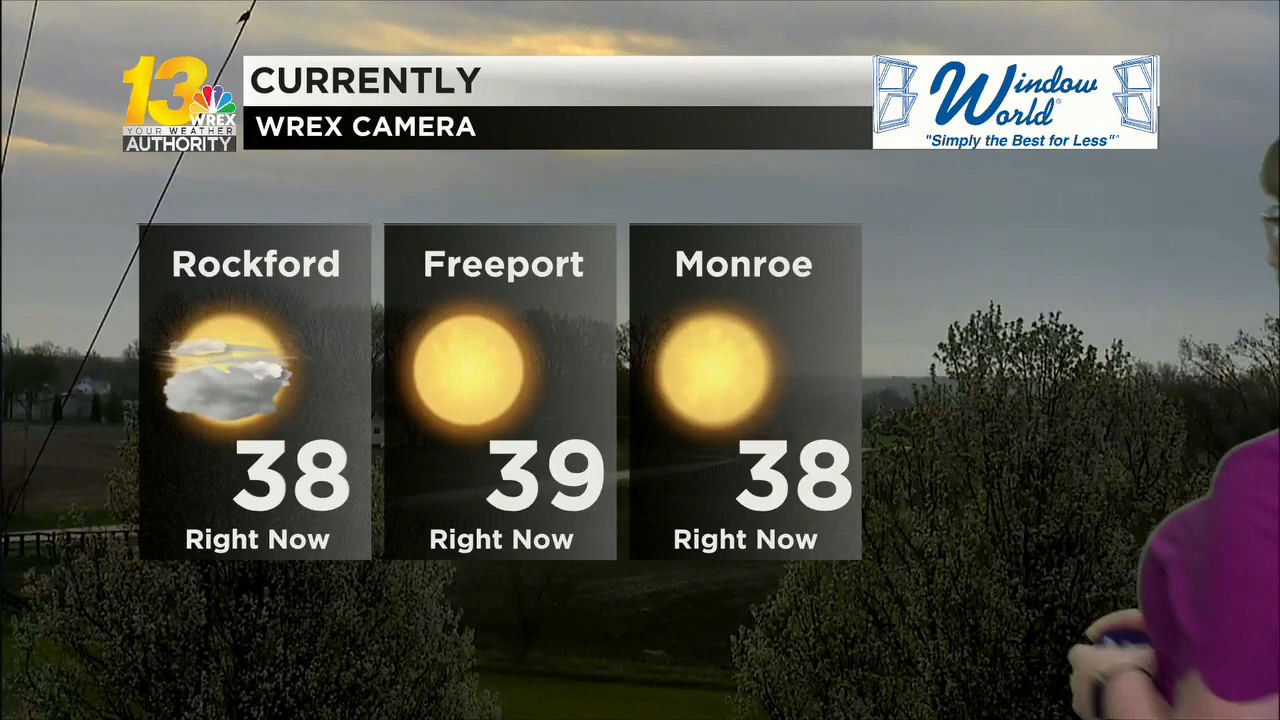 13
WREX
YOUR WEATHER
AUTHORITY
CURRENTLY
WREX CAMERA
Window
World®
"Simply the Best for Less"
Rockford
38
Right Now
Freeport
39
Right Now
Monroe
38
Right Now